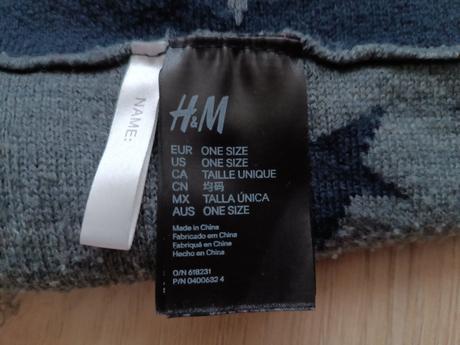 NAME:
H&M
EUR ONE SIZE
US ONE SIZE
CA TAILLE UNIQUE
CN 均码
MX TALLA ÚNICA
AUS ONE SIZE
Made in China
Fabricado em China
Fabriqué en China
Hecho en China
O/N 618231
P/N 0400632 4